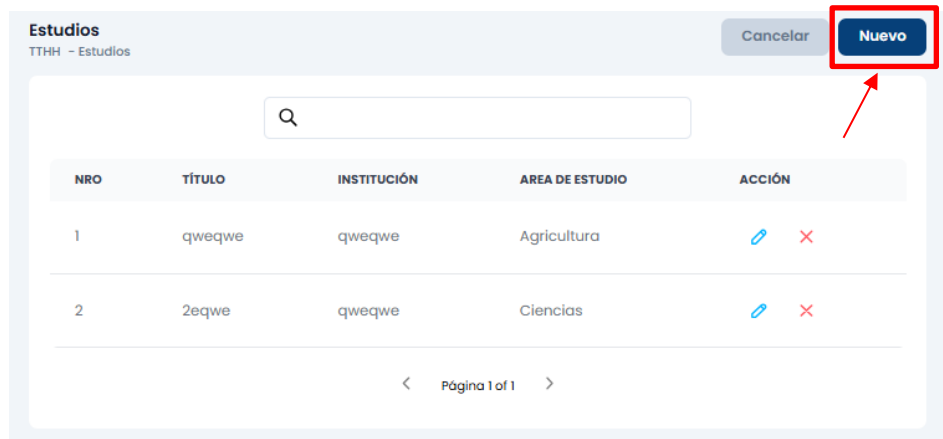 Estudios
Cancelar Nuevo
TTHH - Estudios
NRO TÍTULO INSTITUCIÓN AREA DE ESTUDIO ACCIÓN
1 qweqwe qweqwe Agricultura
2 2eqwe qweqwe Ciencias
Página 1 of 1